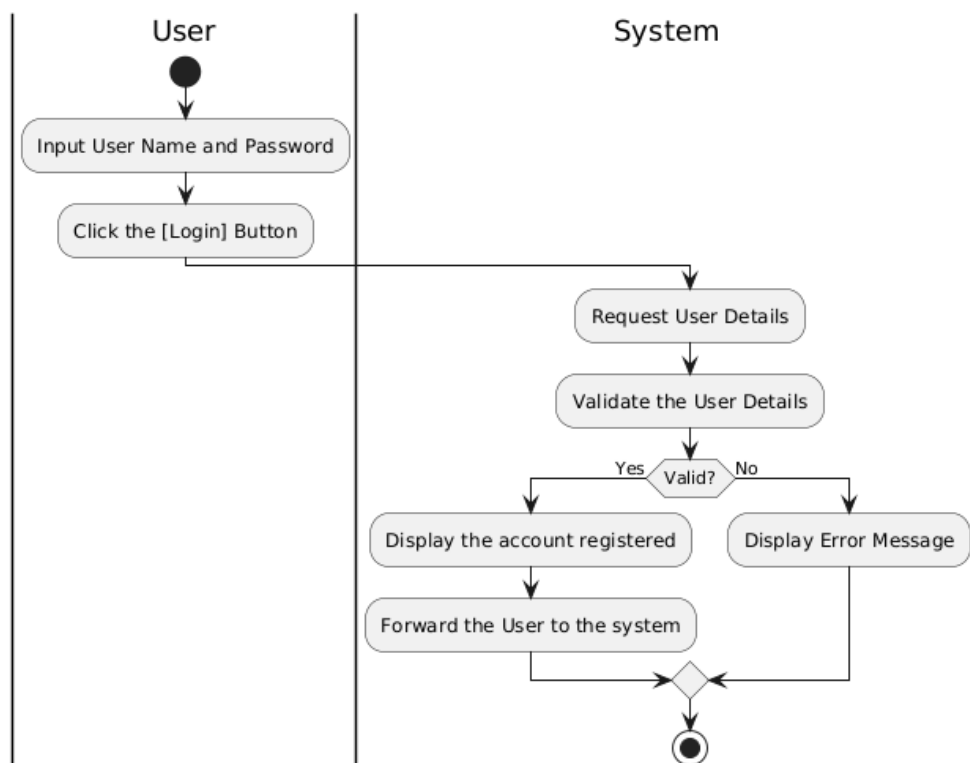 User
System
Input User Name and Password
Click the [Login] Button
Request User Details
Validate the User Details
Yes
Valid?
No
Display the account registered
Display Error Message
Forward the User to the system